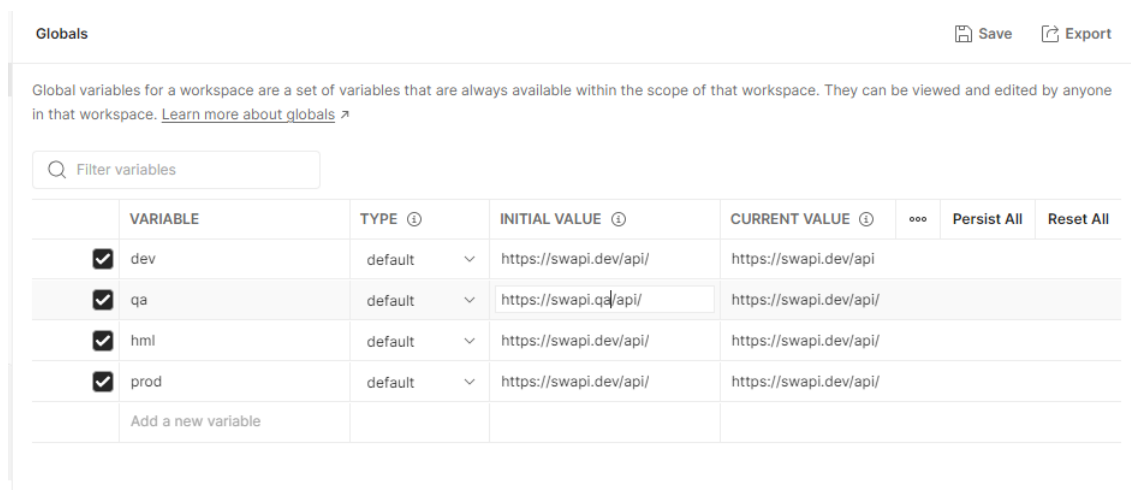 Globals Save Export
Global variables for a workspace are a set of variables that are always available within the scope of that workspace. They can be viewed and edited by anyone
in that workspace. Learn more about globals ↗
Filter variables
VARIABLE TYPE INITIAL VALUE CURRENT VALUE Persist All Reset All
dev default https://swapi.dev/api/ https://swapi.dev/api
qa default https://swapi.qa/api/ https://swapi.dev/api/
hml default https://swapi.dev/api/ https://swapi.dev/api/
prod default https://swapi.dev/api/ https://swapi.dev/api/
Add a new variable